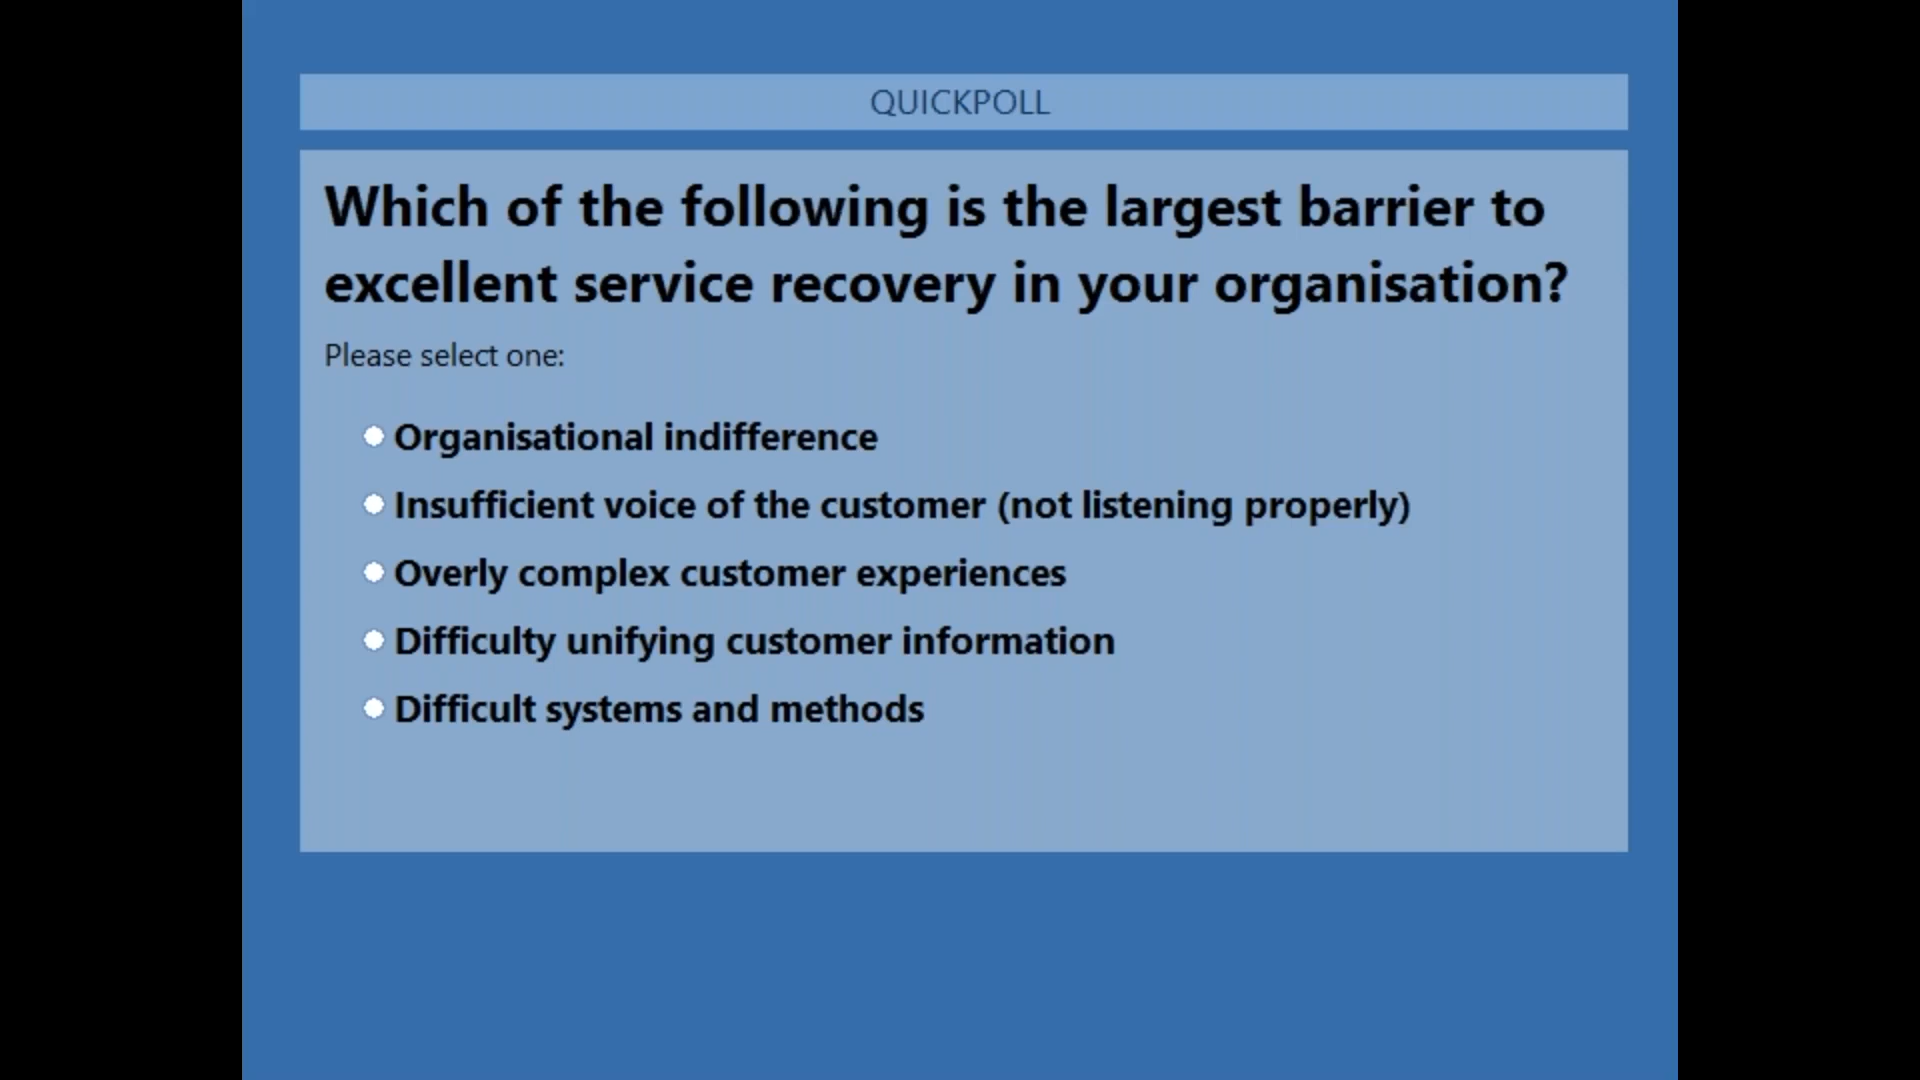 QUICKPOLL
Which of the following is the largest barrier to
excellent service recovery in your organisation?
Please select one:
Organisational indifference
Insufficient voice of the customer (not listening properly)
Overly complex customer experiences
Difficulty unifying customer information
Difficult systems and methods